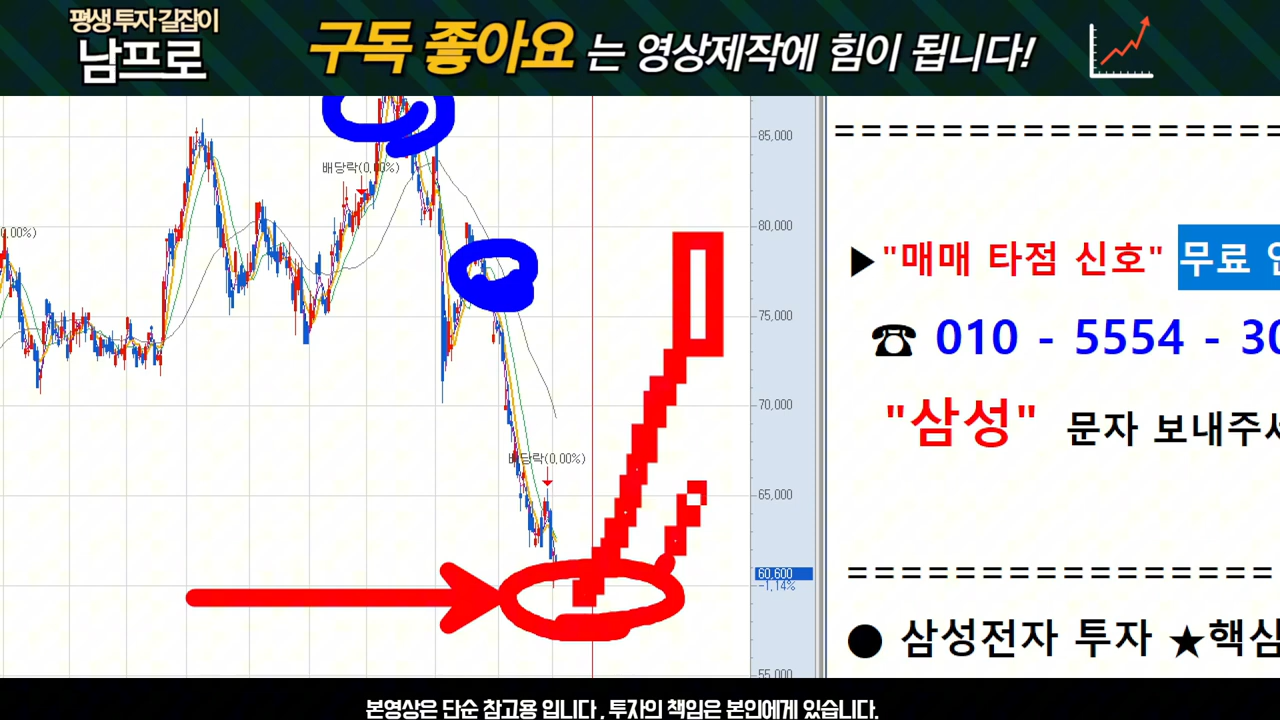 평생 투자 길잡이
남프로
구독 좋아요 는 영상제작에 힘이 됩니다!
85,000
배당락(0.00%)
80,000
0.00%)
75,000
70,000
배당락(0.00%)
65,000
60,600
-1.14%
55,000
====================
▶"매매 타점 신호" 무료
☎ 010 - 5554 - 30
"삼성" 문자 보내주세
====================
● 삼성전자 투자 ★핵심
본영상은 단순 참고용 입니다 , 투자의 책임은 본인에게 있습니다.